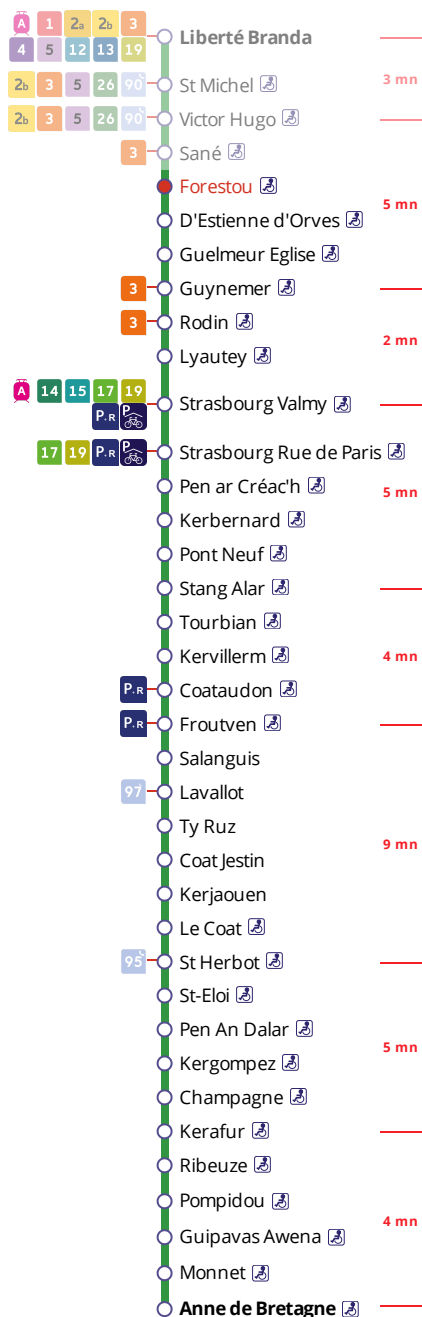 A 1 2a 2b 3
Liberté Branda
4 5 12 13 19
3 mn
2b 3 5 26 90 St Michel
2b 3 5 26 90 Victor Hugo
3 Sané
Forestou
5 mn
D'Estienne d'Orves
Guelmeur Eglise
3 Guynemer
3 Rodin
2 mn
Lyautey
A 14 15 17 19
Strasbourg Valmy
P+R P
17 19 P+R P Strasbourg Rue de Paris
Pen ar Créac'h
5 mn
Kerbernard
Pont Neuf
Stang Alar
Tourbian
Kervillerm
4 mn
P+R Coataudon
P+R Froutven
Salanguis
97 Lavallot
Ty Ruz
9 mn
Coat Jestin
Kerjaouen
Le Coat
95 St Herbot
St-Eloi
Pen An Dalar
5 mn
Kergompez
Champagne
Kerafur
Ribeuze
Pompidou
4 mn
Guipavas Awena
Monnet
Anne de Bretagne